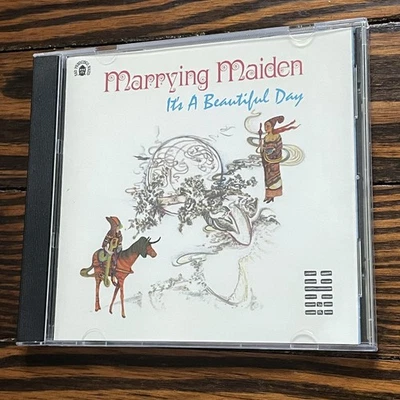 Marrying Maiden
It's A Beautiful Day